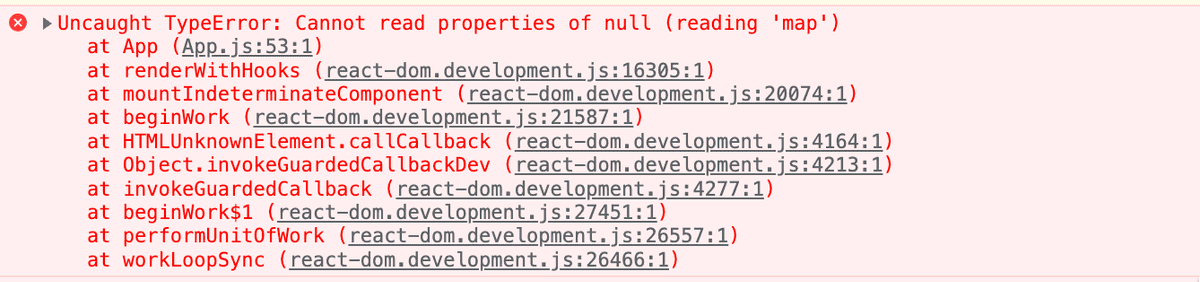 Uncaught TypeError: Cannot read properties of null (reading 'map')
at App (App.js:53:1)
at renderWithHooks (react-dom.development.js:16305:1)
at mountIndeterminateComponent (react-dom.development.js:20074:1)
at beginWork (react-dom.development.js:21587:1)
at HTMLUnknownElement.callCallback (react-dom.development.js:4164:1)
at Object.invokeGuardedCallbackDev (react-dom.development.js:4213:1)
at invokeGuardedCallback (react-dom.development.js:4277:1)
at beginWork$1 (react-dom.development.js:27451:1)
at performUnitOfWork (react-dom.development.js:26557:1)
at workLoopSync (react-dom.development.js:26466:1)